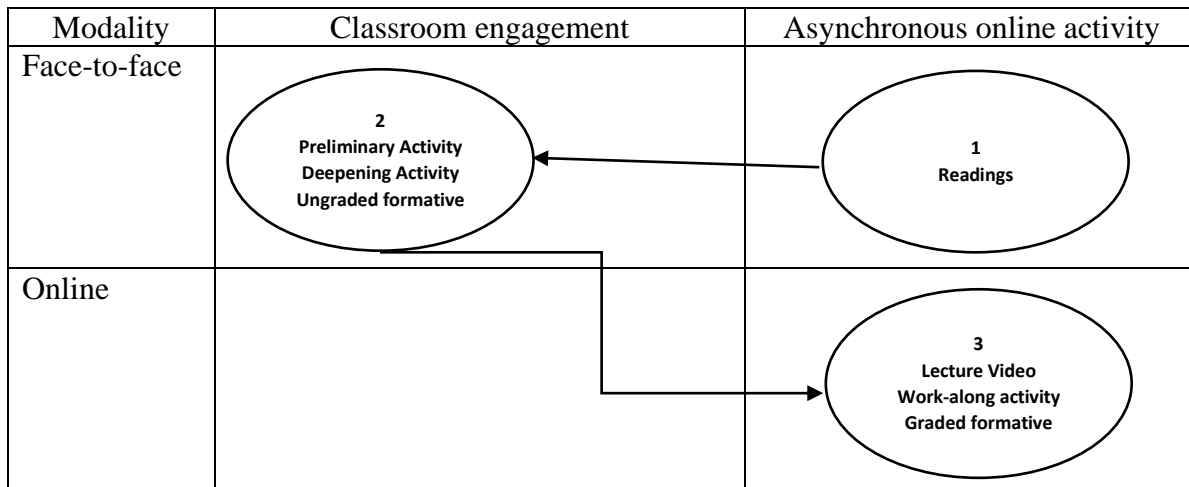 Modality
Classroom engagement
Asynchronous online activity
Face-to-face
2
Preliminary Activity
Deepening Activity
Ungraded formative
1
Readings
Online
3
Lecture Video
Work-along activity
Graded formative